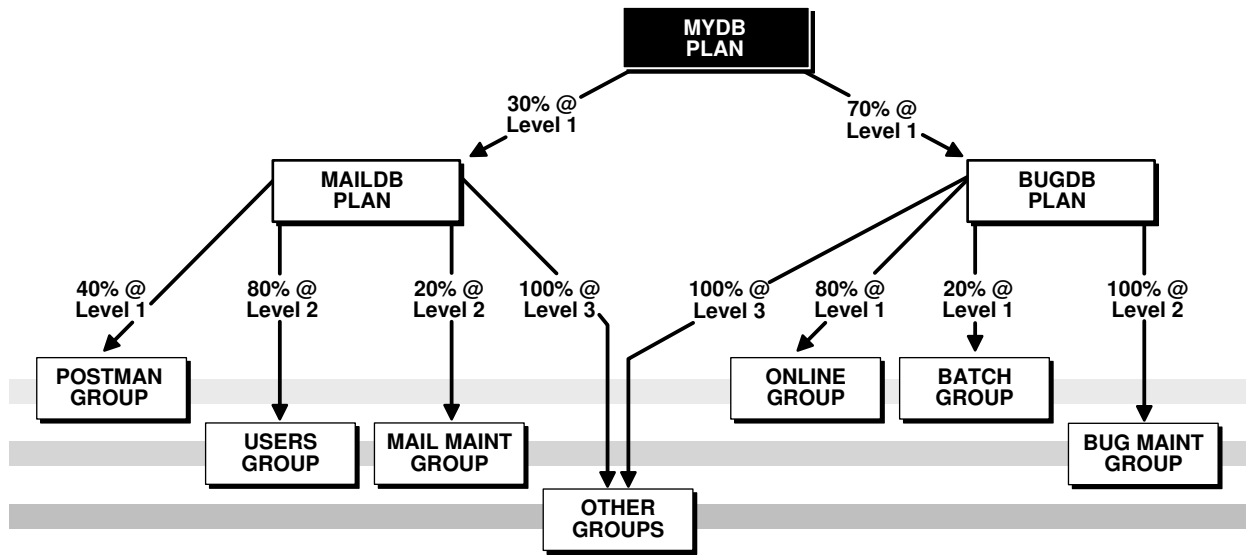 MYDB
PLAN
30% @
Level 1
70% @
Level 1
MAILDB
PLAN
BUGDB
PLAN
40% @
Level 1
80% @
Level 2
20% @
Level 2
100% @
Level 3
100% @
Level 3
80% @
Level 1
20% @
Level 1
100% @
Level 2
POSTMAN
GROUP
ONLINE
GROUP
BATCH
GROUP
USERS
GROUP
MAIL MAINT
GROUP
BUG MAINT
GROUP
OTHER
GROUPS